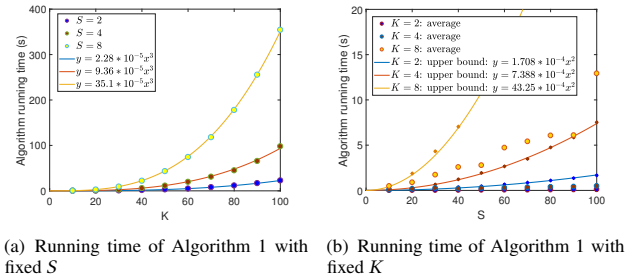 400
300
200
100
0
Algorithm running time (s)
S = 2
S = 4
S = 8
y = 2.28 * 10^{-5}x^3
y = 9.36 * 10^{-5}x^3
y = 35.1 * 10^{-5}x^3
0 20 40 60 80 100
K
20
15
10
5
0
Algorithm running time (s)
K = 2: average
K = 4: average
K = 8: average
K = 2: upper bound: y = 1.708 * 10^{-4}x^2
K = 4: upper bound: y = 7.388 * 10^{-4}x^2
K = 8: upper bound: y = 43.25 * 10^{-4}x^2
0 20 40 60 80 100
S
(a) Running time of Algorithm 1 with
fixed S
(b) Running time of Algorithm 1 with
fixed K